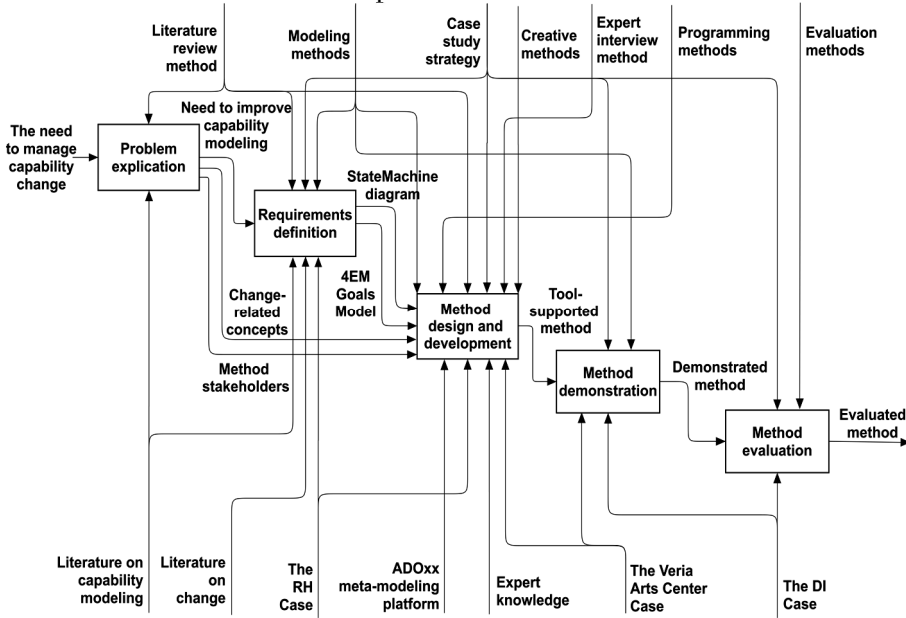 Literature
review
method
Modeling
methods
Case
study
strategy
Creative
methods
Expert
interview
method
Programming
methods
Evaluation
methods
The need
to manage
capability
change
Problem
explication
Need to improve
capability
modeling
Requirements
definition
StateMachine
diagram
4EM
Goals
Model
Change-
related
concepts
Method
stakeholders
Method
design and
development
Tool-
supported
method
Method
demonstration
Demonstrated
method
Method
evaluation
Evaluated
method
Literature on
capability
modeling
Literature
on
change
The
RH
Case
ADOxx
meta-modeling
platform
Expert
knowledge
The Veria
Arts Center
Case
The DI
Case